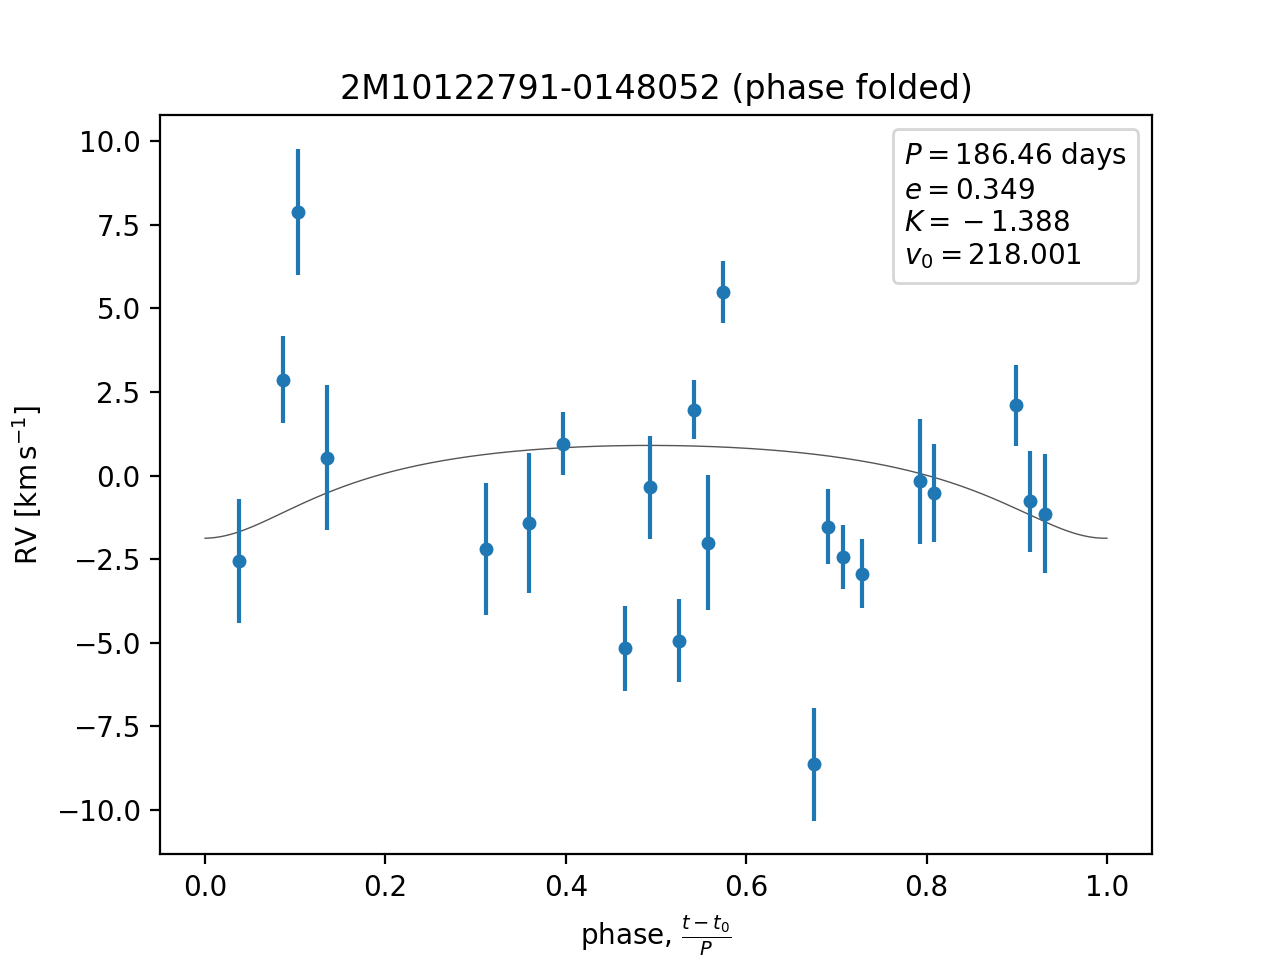 2M10122791-0148052 (phase folded)
P = 186.46 days
e = 0.349
K = −1.388
v₀ = 218.001
10.0
7.5
5.0
2.5
0.0
−2.5
−5.0
−7.5
−10.0
RV [km s⁻¹]
0.0 0.2 0.4 0.6 0.8 1.0
phase, (t − t₀)/P